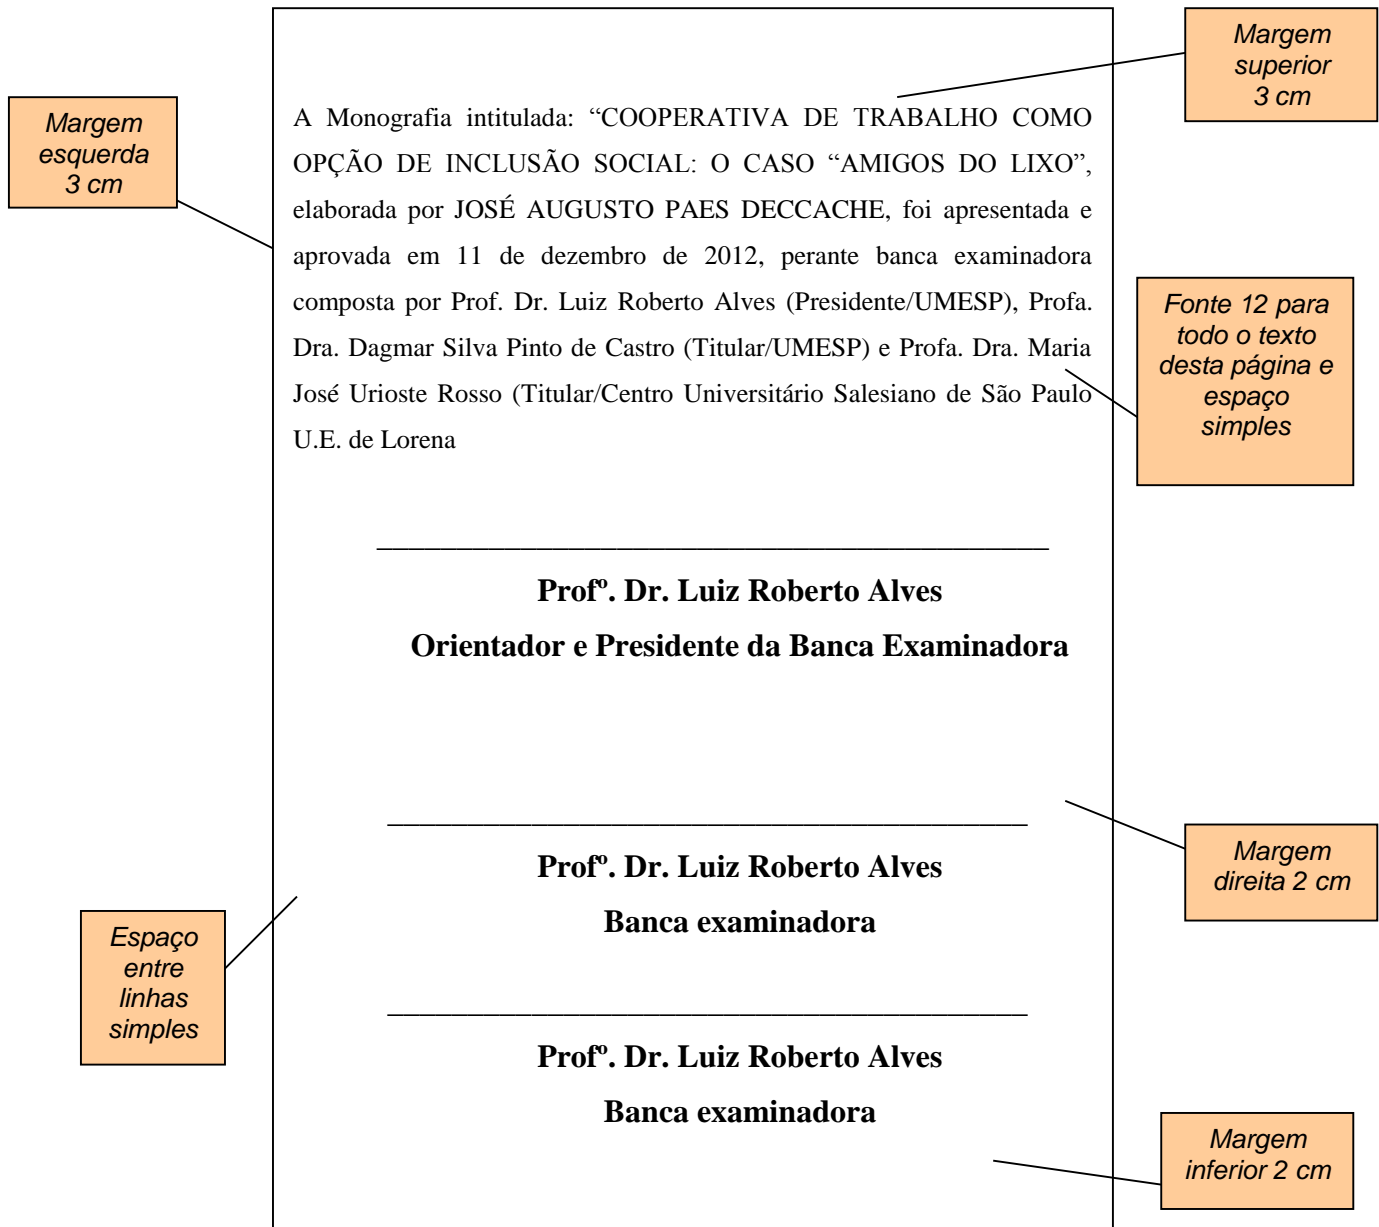 Margem
superior
3 cm
Margem
esquerda
3 cm
A Monografia intitulada: “COOPERATIVA DE TRABALHO COMO
OPÇÃO DE INCLUSÃO SOCIAL: O CASO “AMIGOS DO LIXO”,
elaborada por JOSÉ AUGUSTO PAES DECCACHE, foi apresentada e
aprovada em 11 de dezembro de 2012, perante banca examinadora
composta por Prof. Dr. Luiz Roberto Alves (Presidente/UMESP), Profa.
Dra. Dagmar Silva Pinto de Castro (Titular/UMESP) e Profa. Dra. Maria
José Urioste Rosso (Titular/Centro Universitário Salesiano de São Paulo
U.E. de Lorena
Fonte 12 para
todo o texto
desta página e
espaço
simples
Profº. Dr. Luiz Roberto Alves
Orientador e Presidente da Banca Examinadora
Profº. Dr. Luiz Roberto Alves
Banca examinadora
Margem
direita 2 cm
Espaço
entre
linhas
simples
Profº. Dr. Luiz Roberto Alves
Banca examinadora
Margem
inferior 2 cm